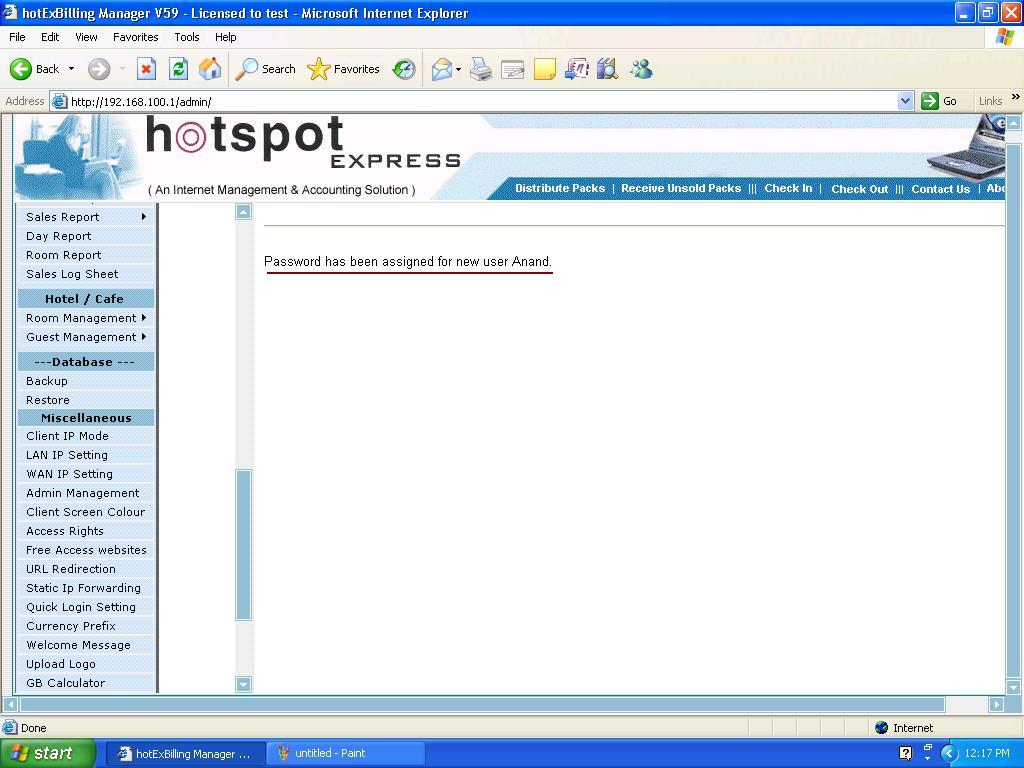 hotExBilling Manager V59 - Licensed to test - Microsoft Internet Explorer
File Edit View Favorites Tools Help
Back Search Favorites
Address http://192.168.100.1/admin/ Go Links »
hotspot
EXPRESS
( An Internet Management & Accounting Solution )
Distribute Packs | Receive Unsold Packs ||| Check In | Check Out ||| Contact Us | Abo
Sales Report
Day Report
Room Report
Sales Log Sheet
Hotel / Cafe
Room Management
Guest Management
---Database ---
Backup
Restore
Miscellaneous
Client IP Mode
LAN IP Setting
WAN IP Setting
Admin Management
Client Screen Colour
Access Rights
Free Access websites
URL Redirection
Static Ip Forwarding
Quick Login Setting
Currency Prefix
Welcome Message
Upload Logo
GB Calculator
Password has been assigned for new user Anand.
Done Internet
start hotExBilling Manager ... untitled - Paint 12:17 PM